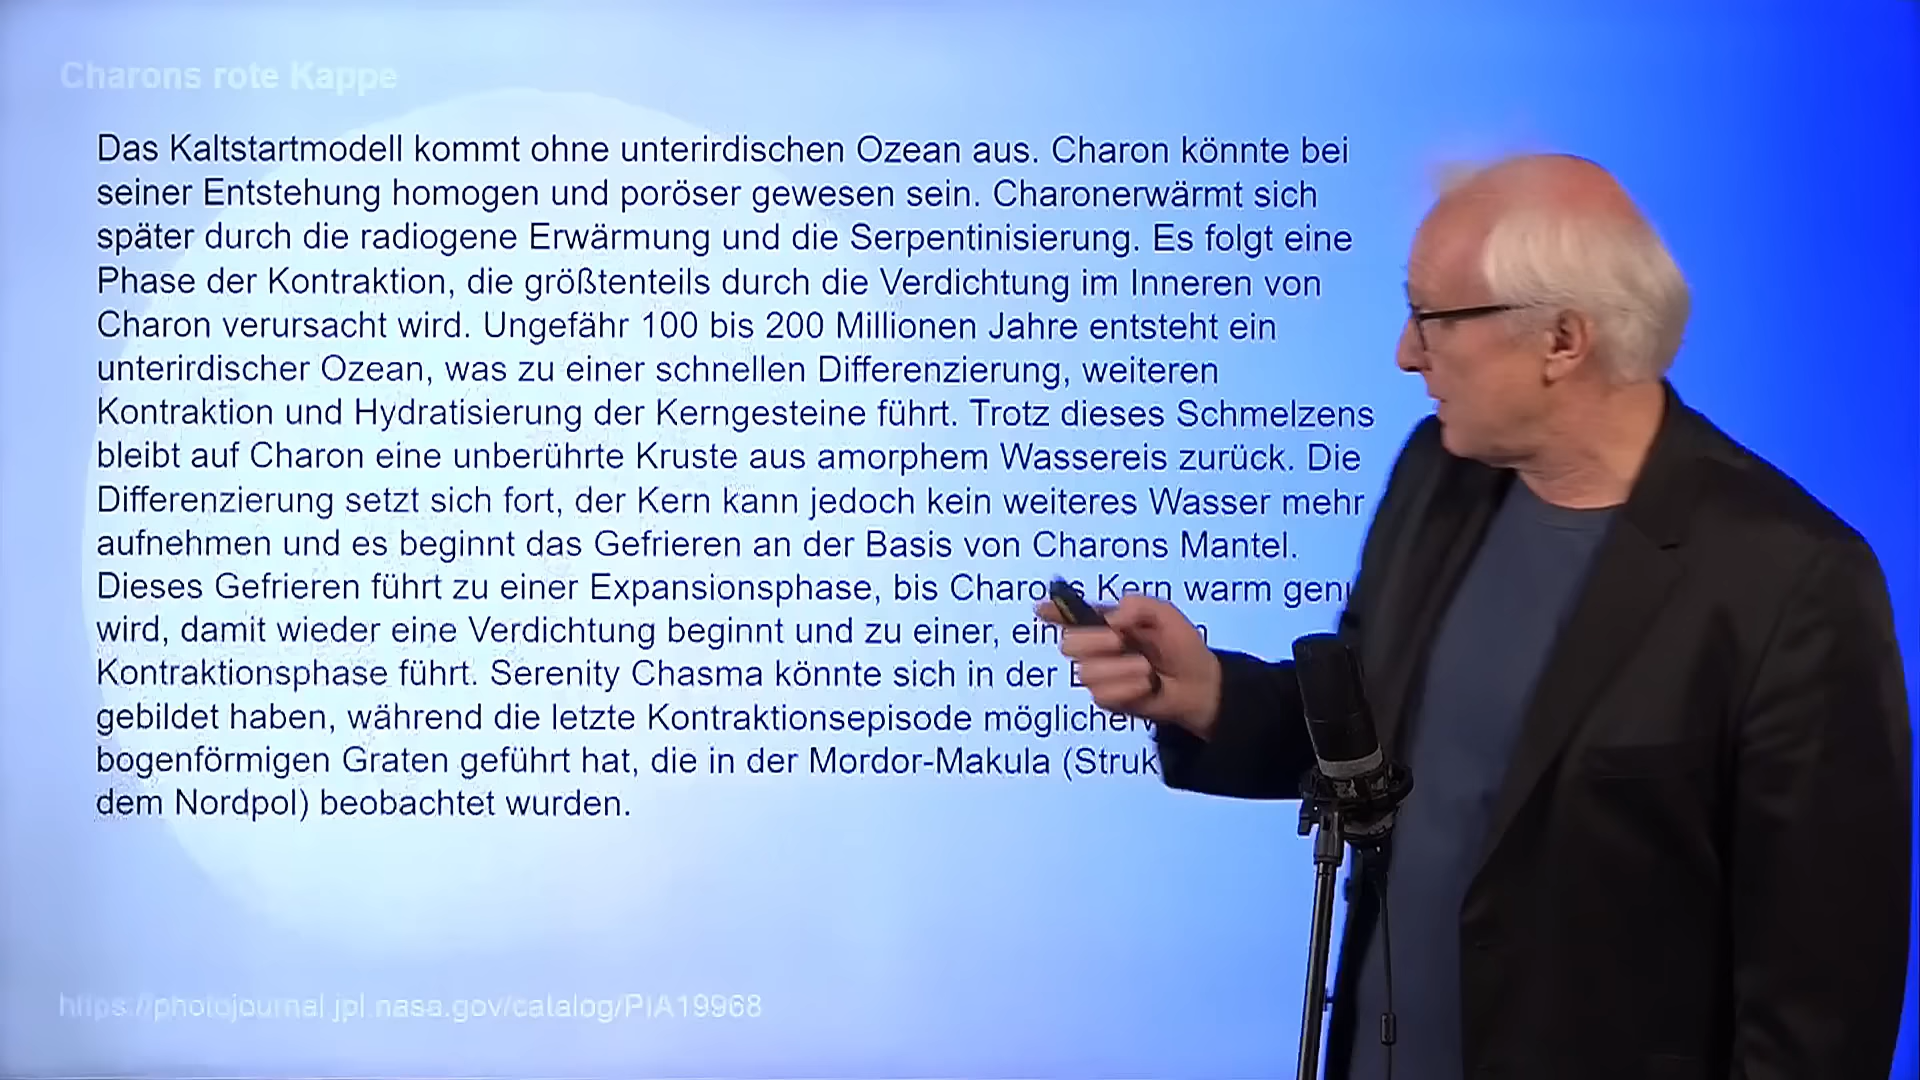 Charons rote Kappe
Das Kaltstartmodell kommt ohne unterirdischen Ozean aus. Charon könnte bei
seiner Entstehung homogen und poröser gewesen sein. Charonerwärmt sich
später durch die radiogene Erwärmung und die Serpentinisierung. Es folgt eine
Phase der Kontraktion, die größtenteils durch die Verdichtung im Inneren von
Charon verursacht wird. Ungefähr 100 bis 200 Millionen Jahre entsteht ein
unterirdischer Ozean, was zu einer schnellen Differenzierung, weiteren
Kontraktion und Hydratisierung der Kerngesteine führt. Trotz dieses Schmelzens
bleibt auf Charon eine unberührte Kruste aus amorphem Wassereis zurück. Die
Differenzierung setzt sich fort, der Kern kann jedoch kein weiteres Wasser mehr
aufnehmen und es beginnt das Gefrieren an der Basis von Charons Mantel.
Dieses Gefrieren führt zu einer Expansionsphase, bis Charons Kern warm
wird, damit wieder eine Verdichtung beginnt und zu einer,
Kontraktionsphase führt. Serenity Chasma könnte sich in der
gebildet haben, während die letzte Kontraktionsepisode
bogenförmigen Graten geführt hat, die in der Mordor-Makula
dem Nordpol) beobachtet wurden.
https://photojournal.jpl.nasa.gov/catalog/PIA19968